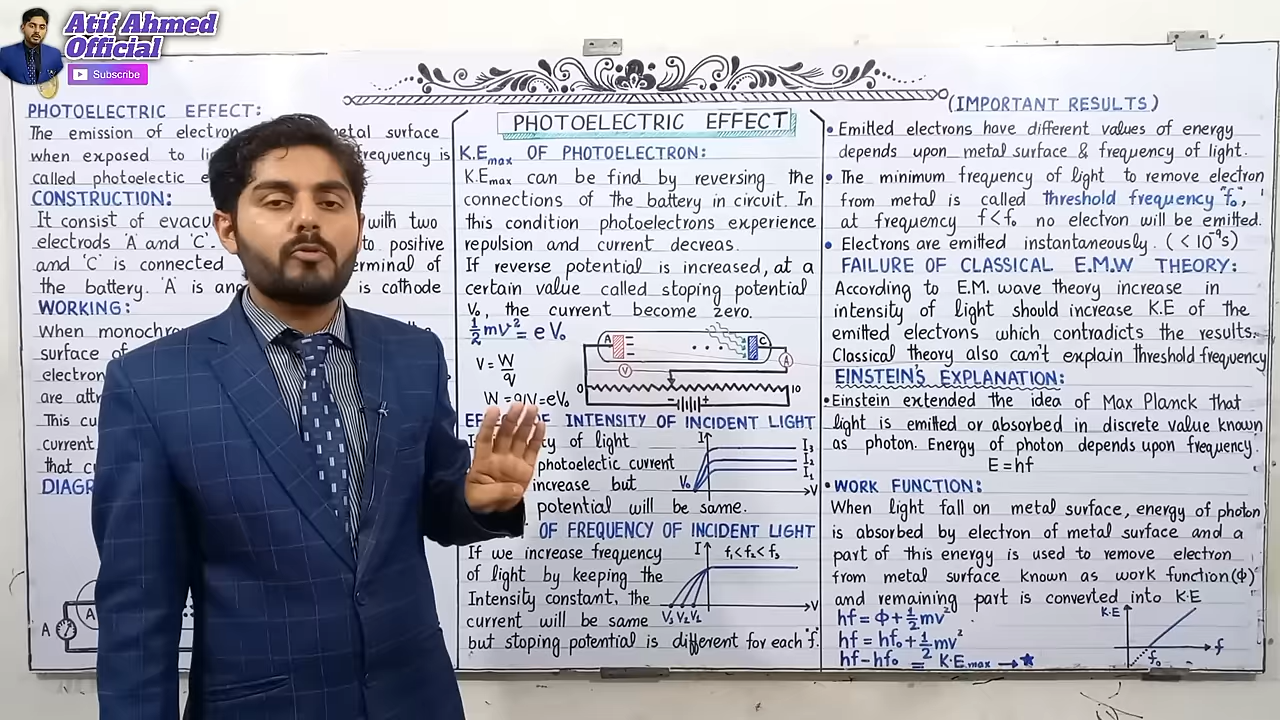 Atif Ahmed
Official
Subscribe
PHOTOELECTRIC EFFECT:
The emission of electron metal surface
when exposed to frequency is
called photoelectic
CONSTRUCTION:
It consist of with two
electrods 'A' and 'C'. to positive
and 'C' is connected terminal of
the battery. 'A' is is cathode
WORKING:
When
surface of
electron
are
This
current
that
A
A
PHOTOELECTRIC EFFECT
K.Emax OF PHOTOELECTRON:
K.Emax can be find by reversing the
connections of the battery in circuit. In
this condition photoelectrons experience
repulsion and current decreas.
If reverse potential is increased, at a
certain value called stoping potential
V₀, the current become zero.
½mv² = eV₀
V = W/q
W = qV = eV₀
A C
V A
0 - + 10
OF INTENSITY OF INCIDENT LIGHT
of light
photoelectic current
increase but
potential will be same.
I I₃
I₂
I₁
V₀ V
OF FREQUENCY OF INCIDENT LIGHT
If we increase frequency
of light by keeping the
Intensity constant, the
current will be same
but stoping potential is different for each 'f'.
I f₁<f₂<f₃
V₃ V₂ V₁ V
(IMPORTANT RESULTS)
• Emitted electrons have different values of energy
depends upon metal surface & frequency of light.
• The minimum frequency of light to remove electron
from metal is called threshold frequency "f₀",
at frequency f<f₀ no electron will be emitted.
• Electrons are emitted instantaneously. (<10⁻⁹s)
FAILURE OF CLASSICAL E.M.W THEORY:
According to E.M. wave theory increase in
intensity of light should increase K.E of the
emitted electrons which contradicts the results.
Classical theory also can't explain threshold frequency
EINSTEIN'S EXPLANATION:
• Einstein extended the idea of Max Planck that
light is emitted or absorbed in discrete value known
as photon. Energy of photon depends upon frequency.
E=hf
• WORK FUNCTION:
When light fall on metal surface, energy of photon
is absorbed by electron of metal surface and a
part of this energy is used to remove electron
from metal surface known as work function(Φ)
and remaining part is converted into K.E
hf = Φ + ½mv²
hf = hf₀ + ½mv²
hf - hf₀ = K.Emax → ★
K.E
f₀ f